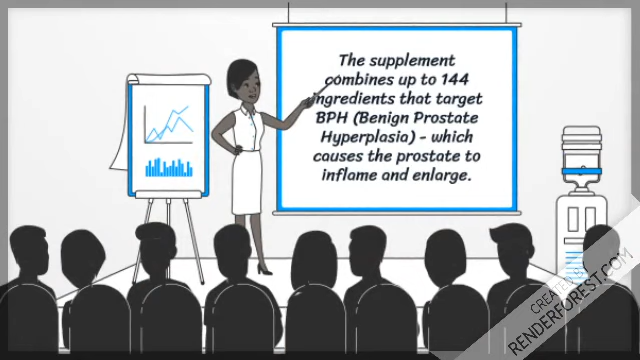 The supplement
combines up to 144
ingredients that target
BPH (Benign Prostate
Hyperplasia) - which
causes the prostate to
inflame and enlarge.
CREATED BY
RENDERFOREST.COM